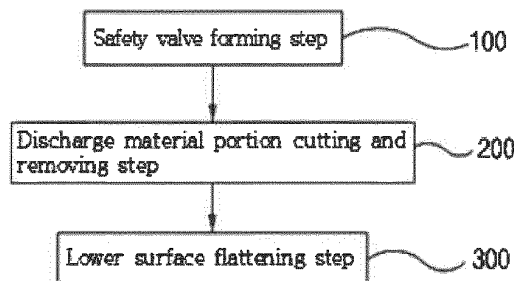 Safety valve forming step
100
Discharge material portion cutting and
removing step
200
Lower surface flattening step
300